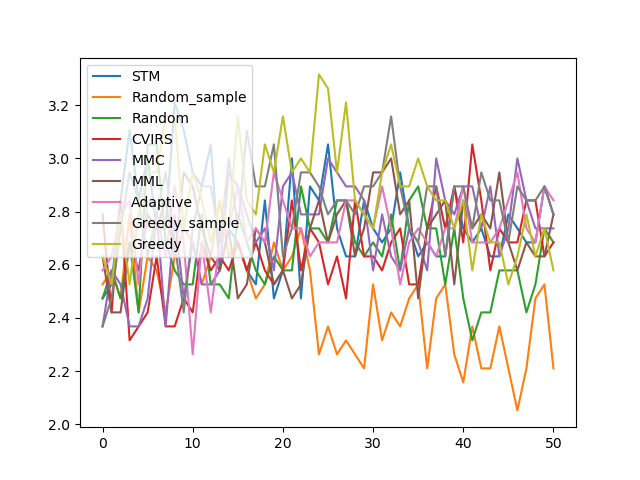 STM
Random_sample
Random
CVIRS
MMC
MML
Adaptive
Greedy_sample
Greedy
3.2
3.0
2.8
2.6
2.4
2.2
2.0
0 10 20 30 40 50